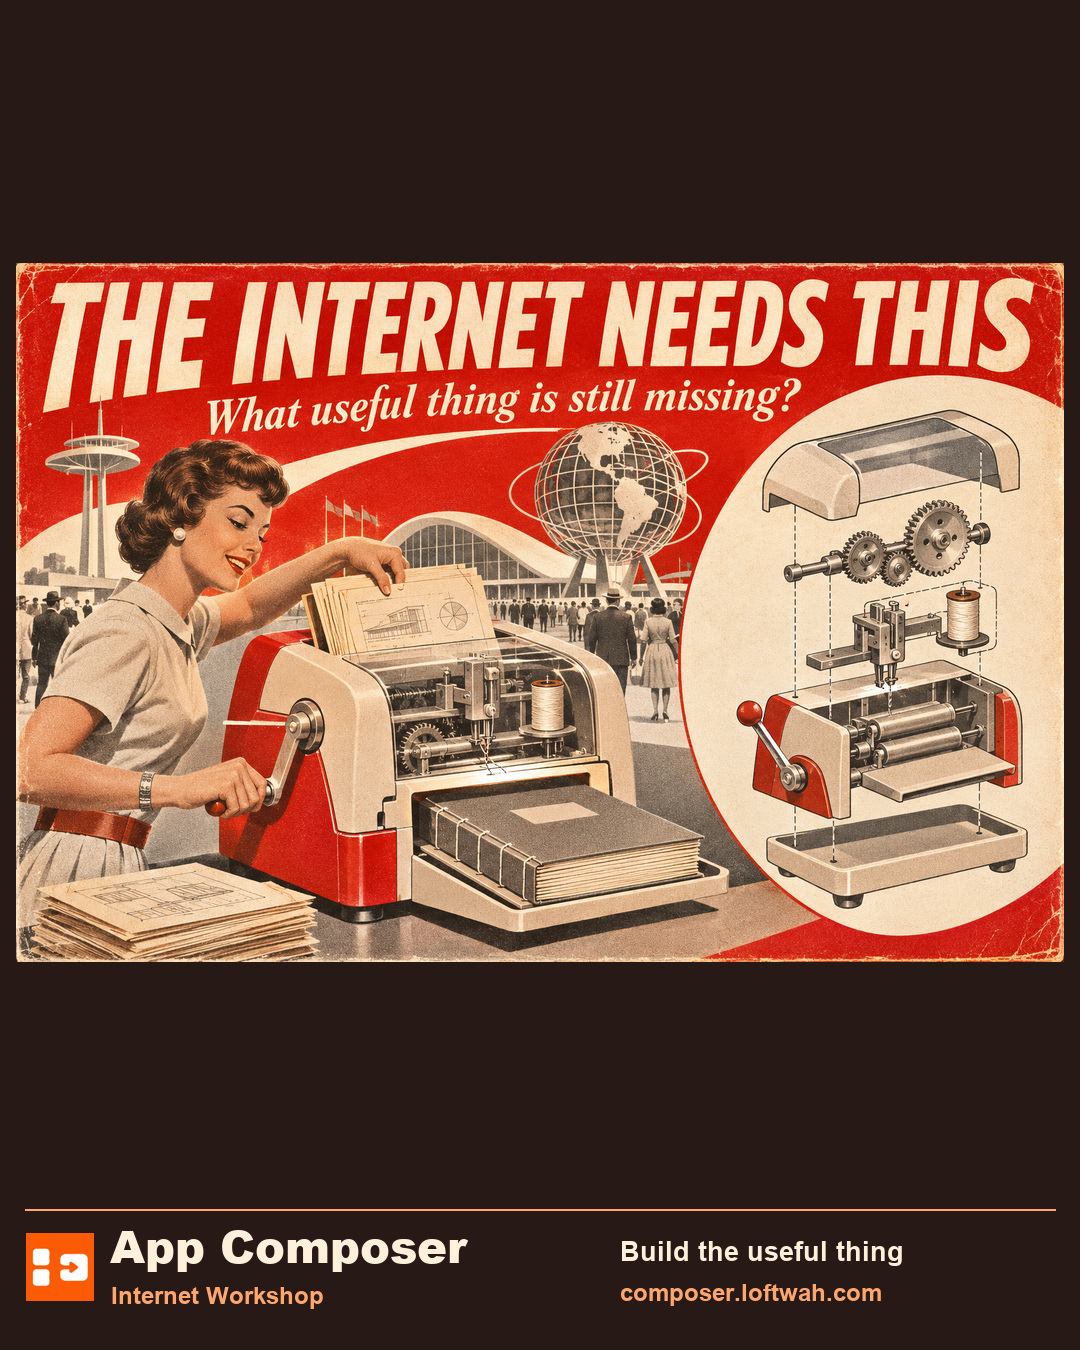 THE INTERNET NEEDS THIS
What useful thing is still missing?
App Composer
Internet Workshop
Build the useful thing
composer.loftwah.com